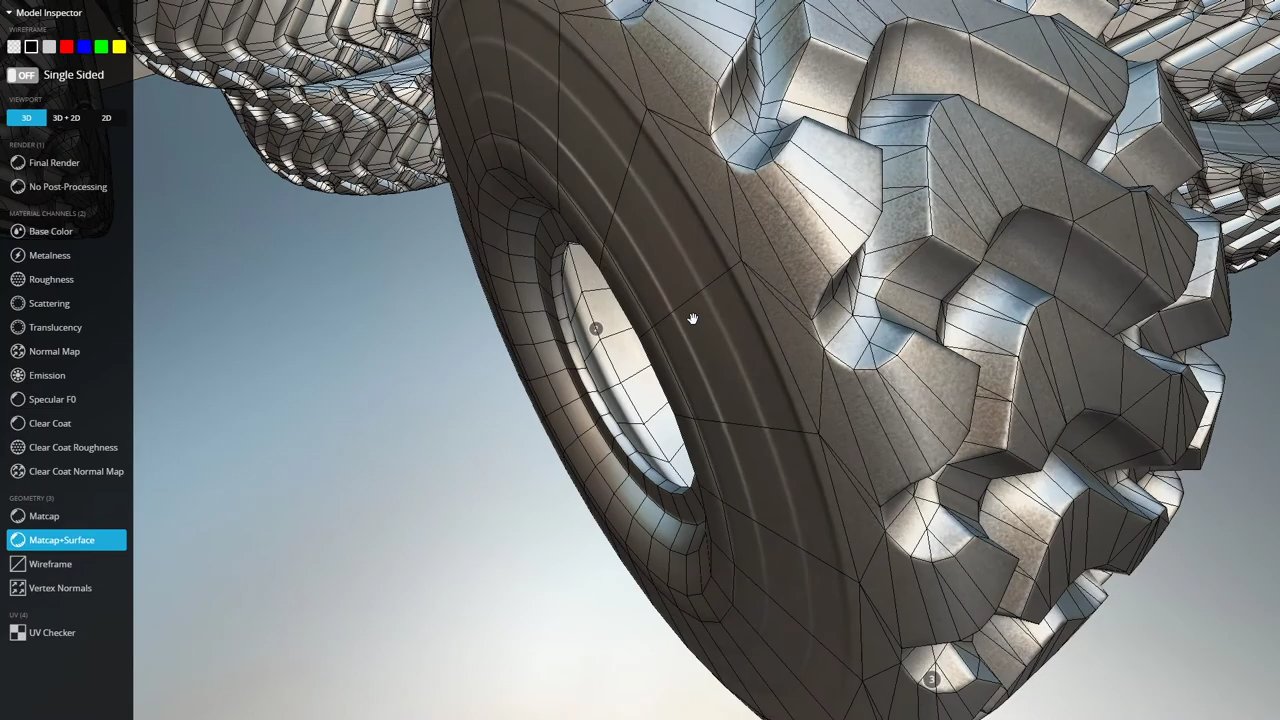 Model Inspector
WIREFRAME 5
OFF Single Sided
VIEWPORT
3D 3D + 2D 2D
RENDER (1)
Final Render
No Post-Processing
MATERIAL CHANNELS (2)
Base Color
Metalness
Roughness
Scattering
Translucency
Normal Map
Emission
Specular F0
Clear Coat
Clear Coat Roughness
Clear Coat Normal Map
GEOMETRY (3)
Matcap
Matcap+Surface
Wireframe
Vertex Normals
UV (4)
UV Checker
3